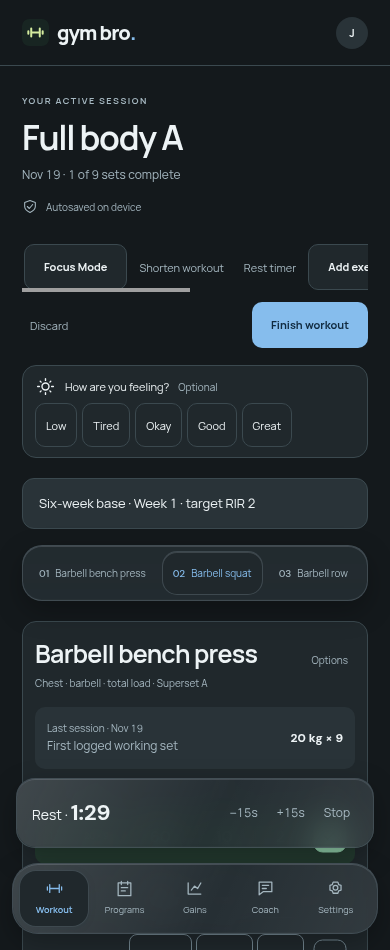 gym bro.
J
YOUR ACTIVE SESSION
Full body A
Nov 19 · 1 of 9 sets complete
Autosaved on device
Focus Mode Shorten workout Rest timer Add exe
Discard Finish workout
How are you feeling? Optional
Low Tired Okay Good Great
Six-week base · Week 1 · target RIR 2
01 Barbell bench press 02 Barbell squat 03 Barbell row
Barbell bench press Options
Chest · barbell · total load · Superset A
Last session · Nov 19
First logged working set 20 kg × 9
Rest · 1:29 −15s +15s Stop
Workout Programs Gains Coach Settings